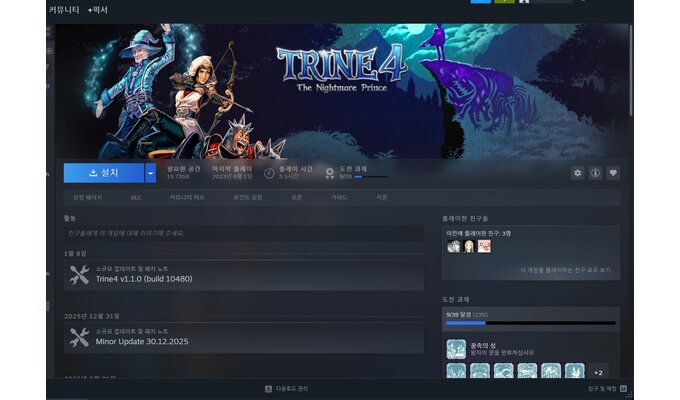 커뮤니티 +픽서
TRINE 4
The Nightmare Prince
설치
필요한 공간
15.72GB
마지막 플레이
2023년 6월 1일
플레이 시간
3.5시간
도전 과제
9/39
상점 페이지 DLC 커뮤니티 허브 포인트 상점 토론 가이드 지원
활동
친구들에게 이 게임에 대해 이야기해 주세요.
1월 8일
소규모 업데이트 및 패치 노트
Trine4 v1.1.0 (build 10480)
2025년 12월 31일
소규모 업데이트 및 패치 노트
Minor Update 30.12.2025
플레이한 친구들
이전에 플레이한 친구: 3명
이 게임을 플레이하는 친구 모두 보기
도전 과제
9/39 달성 (23%)
꿈속의 성
왕자의 꿈을 완료하십시오
+2
다운로드 관리
친구 및 채팅